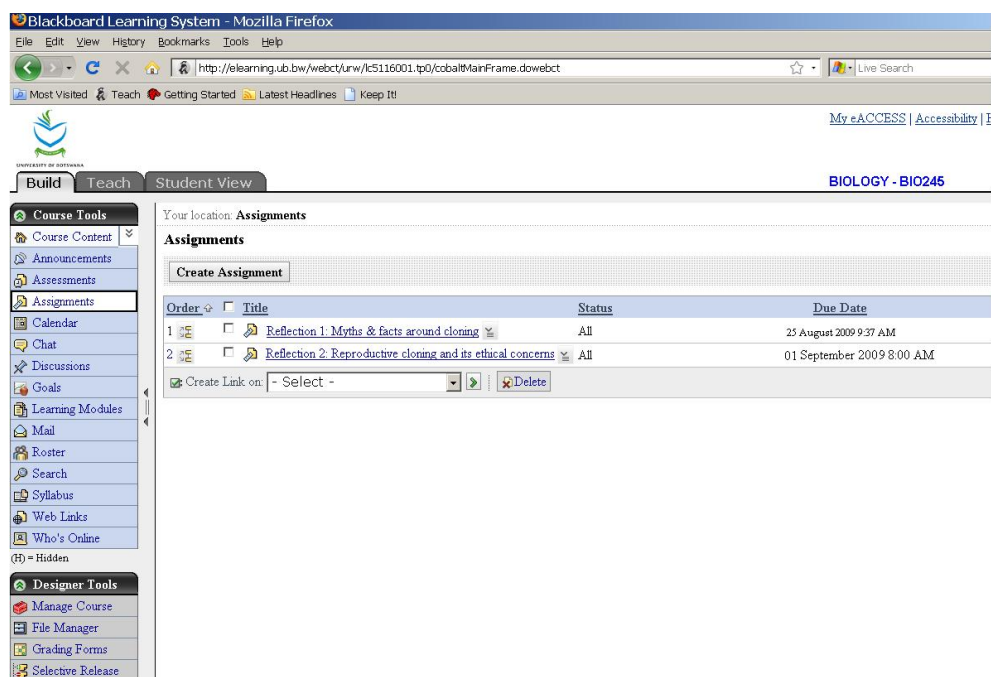 Blackboard Learning System - Mozilla Firefox
File Edit View History Bookmarks Tools Help
http://elearning.ub.bw/webct/urw/lc5116001.tp0/cobaltMainFrame.dowebct Live Search
Most Visited Teach Getting Started Latest Headlines Keep It!
My eACCESS | Accessibility |
UNIVERSITY OF BOTSWANA
Build Teach Student View BIOLOGY - BIO245
Course Tools
Course Content
Announcements
Assessments
Assignments
Calendar
Chat
Discussions
Goals
Learning Modules
Mail
Roster
Search
Syllabus
Web Links
Who's Online
(H) = Hidden
Designer Tools
Manage Course
File Manager
Grading Forms
Selective Release
Your location: Assignments
Assignments
Create Assignment
Order Title Status Due Date
1 Reflection 1: Myths & facts around cloning All 25 August 2009 9:37 AM
2 Reflection 2: Reproductive cloning and its ethical concerns All 01 September 2009 8:00 AM
Create Link on: - Select - Delete